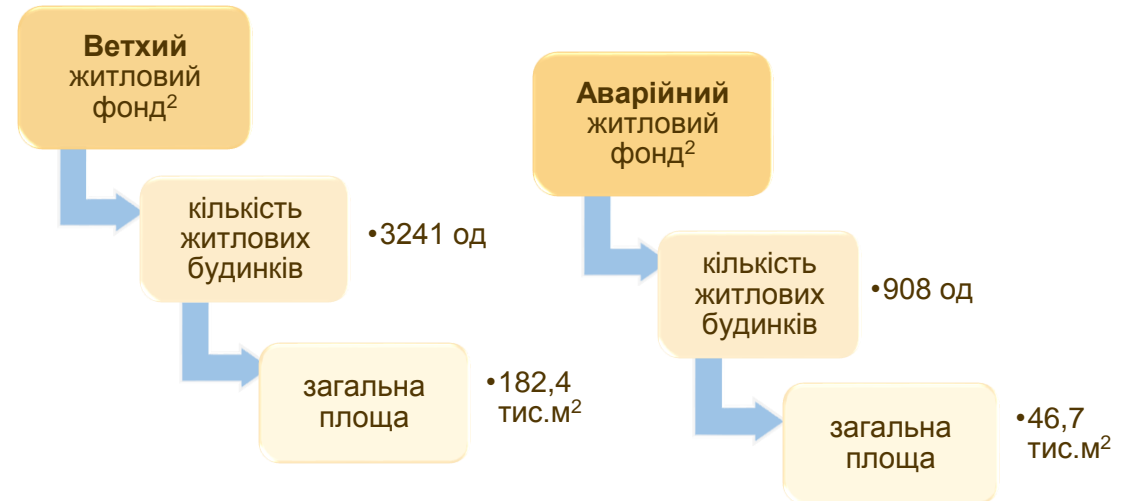 Ветхий
житловий
фонд²
кількість
житлових
будинків
•3241 од
загальна
площа
•182,4
тис.м²
Аварійний
житловий
фонд²
кількість
житлових
будинків
•908 од
загальна
площа
•46,7
тис.м²